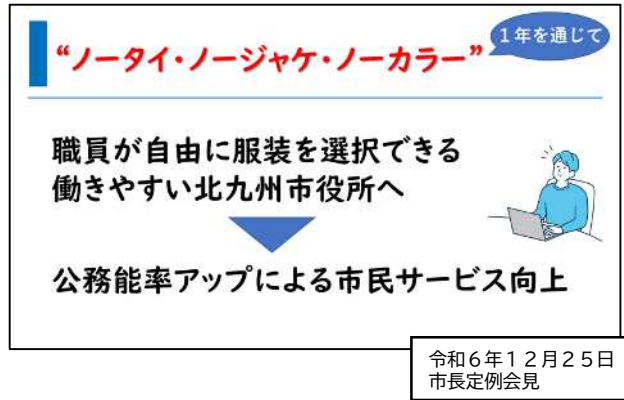 “ノータイ・ノージャケ・ノーカラー”
1年を通じて
職員が自由に服装を選択できる
働きやすい北九州市役所へ
公務能率アップによる市民サービス向上
令和6年12月25日
市長定例会見